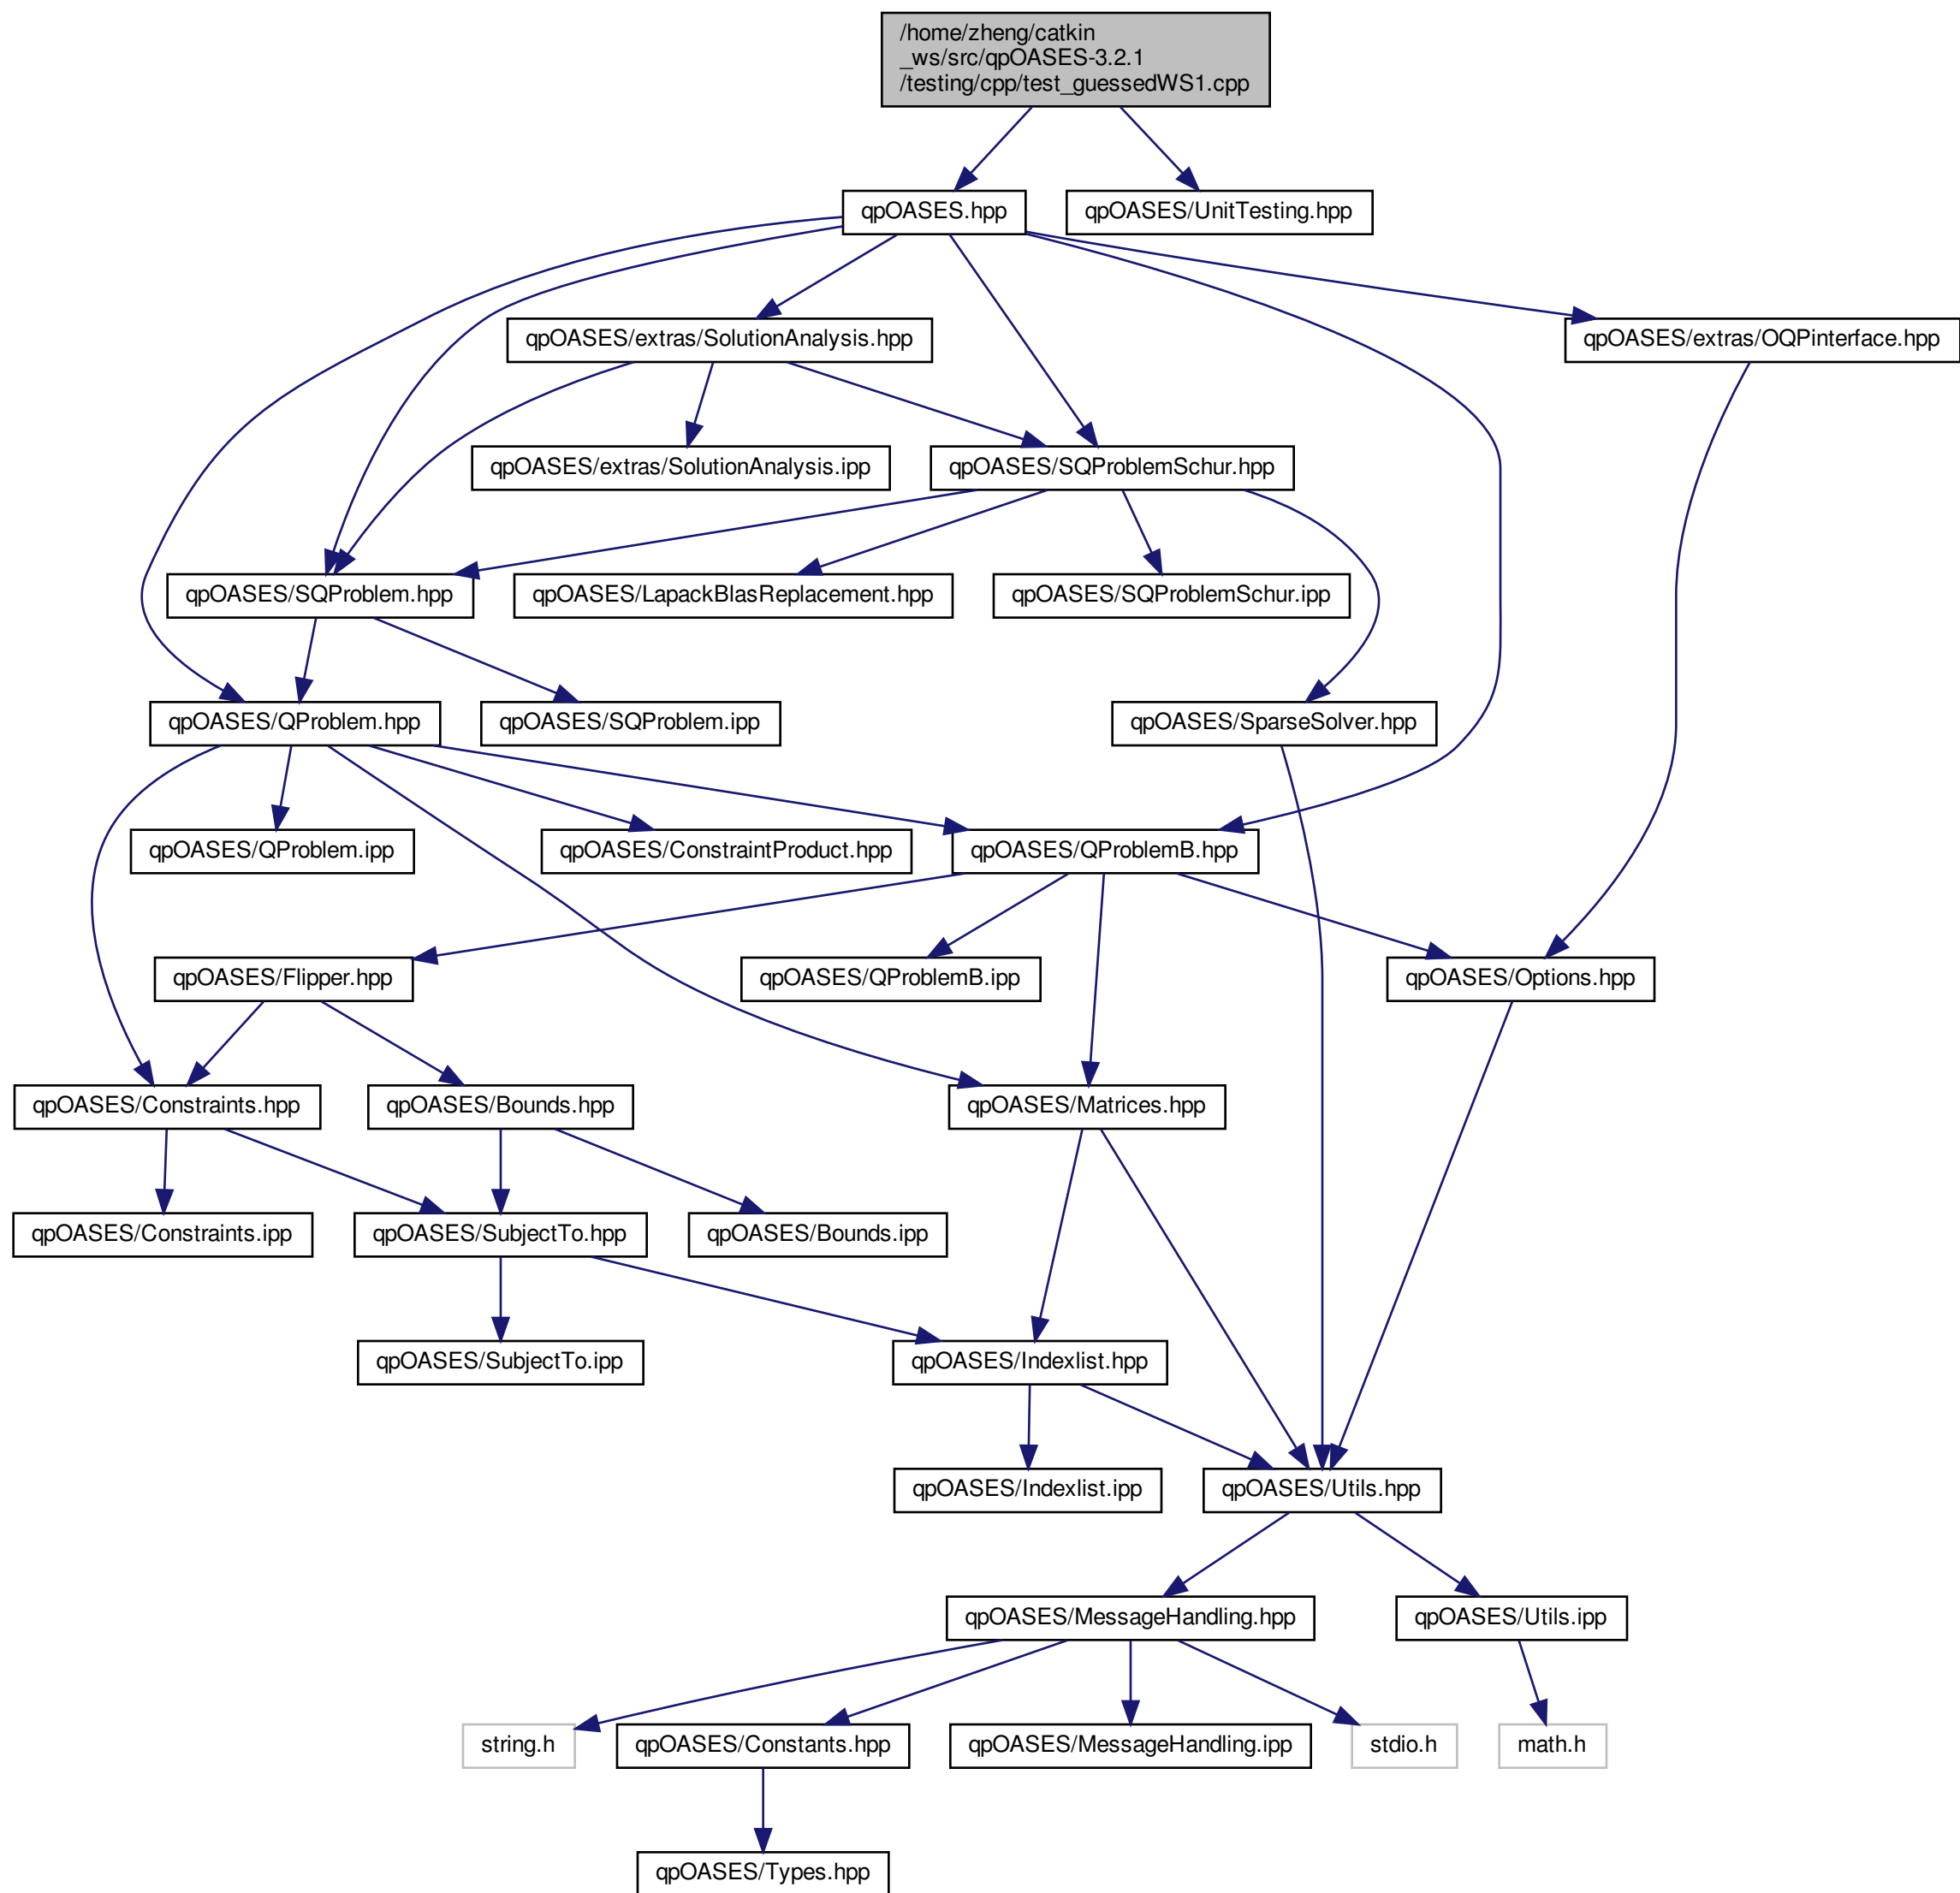 /home/zheng/catkin
_ws/src/qpOASES-3.2.1
/testing/cpp/test_guessedWS1.cpp
qpOASES.hpp
qpOASES/UnitTesting.hpp
qpOASES/extras/SolutionAnalysis.hpp
qpOASES/extras/OQPinterface.hpp
qpOASES/extras/SolutionAnalysis.ipp
qpOASES/SQProblemSchur.hpp
qpOASES/SQProblem.hpp
qpOASES/LapackBlasReplacement.hpp
qpOASES/SQProblemSchur.ipp
qpOASES/QProblem.hpp
qpOASES/SQProblem.ipp
qpOASES/SparseSolver.hpp
qpOASES/QProblem.ipp
qpOASES/ConstraintProduct.hpp
qpOASES/QProblemB.hpp
qpOASES/Flipper.hpp
qpOASES/QProblemB.ipp
qpOASES/Options.hpp
qpOASES/Constraints.hpp
qpOASES/Bounds.hpp
qpOASES/Matrices.hpp
qpOASES/Constraints.ipp
qpOASES/SubjectTo.hpp
qpOASES/Bounds.ipp
qpOASES/SubjectTo.ipp
qpOASES/Indexlist.hpp
qpOASES/Indexlist.ipp
qpOASES/Utils.hpp
qpOASES/MessageHandling.hpp
qpOASES/Utils.ipp
string.h
qpOASES/Constants.hpp
qpOASES/MessageHandling.ipp
stdio.h
math.h
qpOASES/Types.hpp